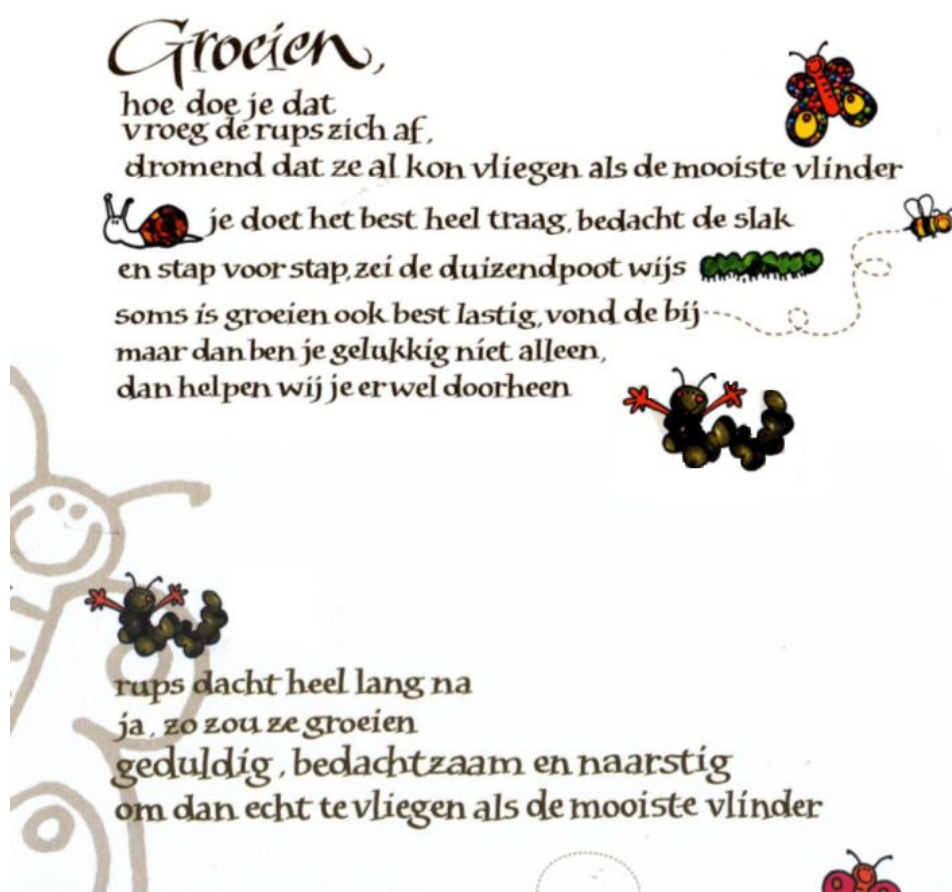 Groeien,
hoe doe je dat
vroeg de rups zich af,
dromend dat ze al kon vliegen als de mooiste vlinder
je doet het best heel traag, bedacht de slak
en stap voor stap, zei de duizendpoot wijs
soms is groeien ook best lastig, vond de bij
maar dan ben je gelukkig niet alleen,
dan helpen wij je er wel doorheen
rups dacht heel lang na
ja, zo zou ze groeien
geduldig, bedachtzaam en naarstig
om dan echt te vliegen als de mooiste vlinder